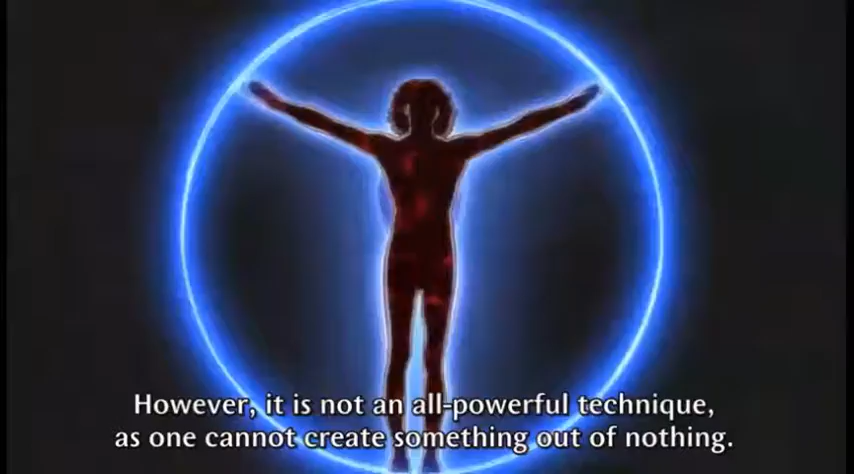 However, it is not an all-powerful technique,
as one cannot create something out of nothing.